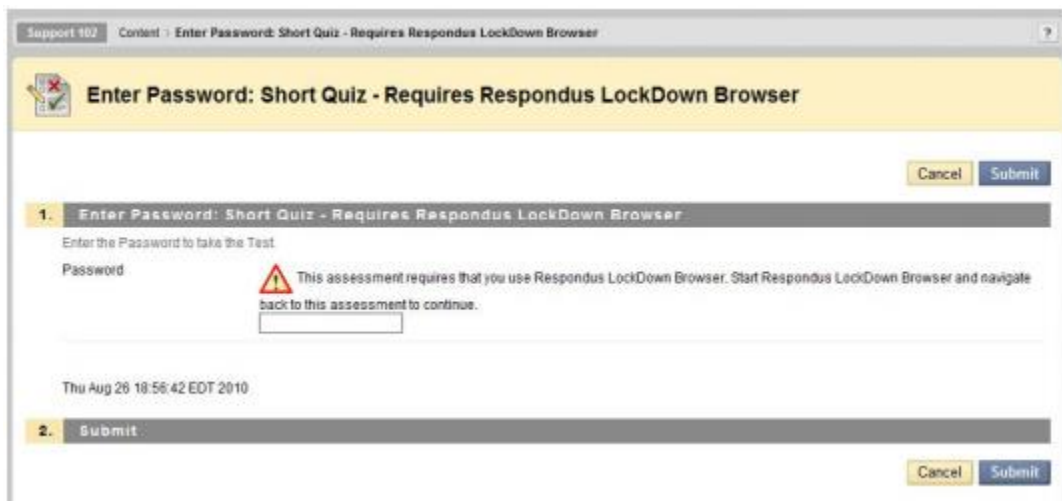 Support 102 Content > Enter Password: Short Quiz - Requires Respondus LockDown Browser ?
Enter Password: Short Quiz - Requires Respondus LockDown Browser
Cancel Submit
1. Enter Password: Short Quiz - Requires Respondus LockDown Browser
Enter the Password to take the Test
Password
This assessment requires that you use Respondus LockDown Browser. Start Respondus LockDown Browser and navigate
back to this assessment to continue.
Thu Aug 26 18:56:42 EDT 2010
2. Submit
Cancel Submit